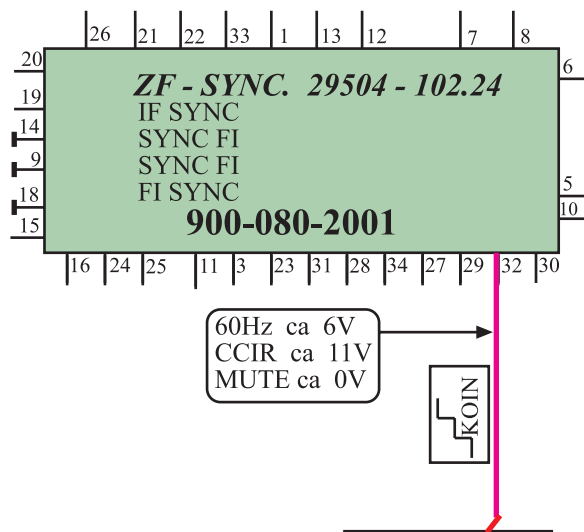 26 21 22 33 1 13 12 7 8
20
6
ZF - SYNC. 29504 - 102.24
19
IF SYNC
14
SYNC FI
9
SYNC FI
18
FI SYNC
5
10
15
900-080-2001
16 24 25 11 3 23 31 28 34 27 29 32 30
60Hz ca 6V
CCIR ca 11V
MUTE ca 0V
KOIN